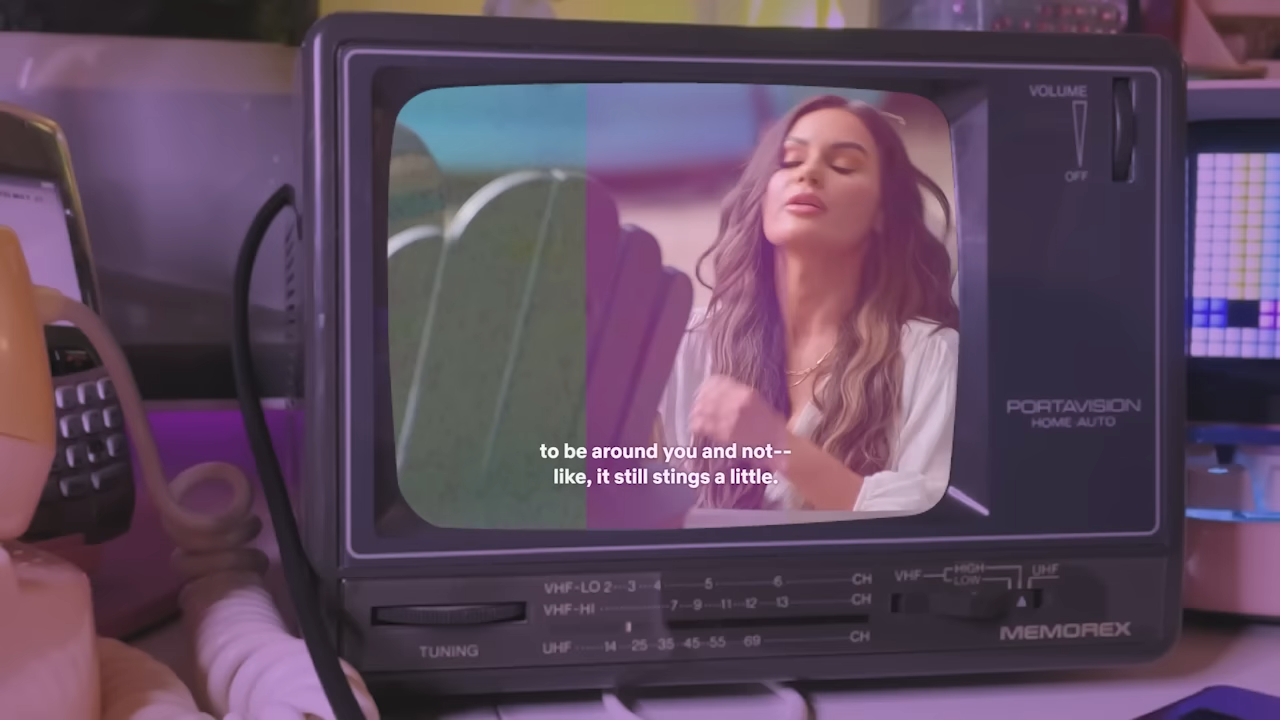 VOLUME
OFF
to be around you and not--
like, it still stings a little.
PORTAVISION
HOME AUTO
VHF-LO 2 3 4 5 6 CH
VHF-HI 7 9 11 12 13 CH
UHF 14 25 35 45 55 69 CH
TUNING
VHF HIGH LOW UHF
MEMOREX